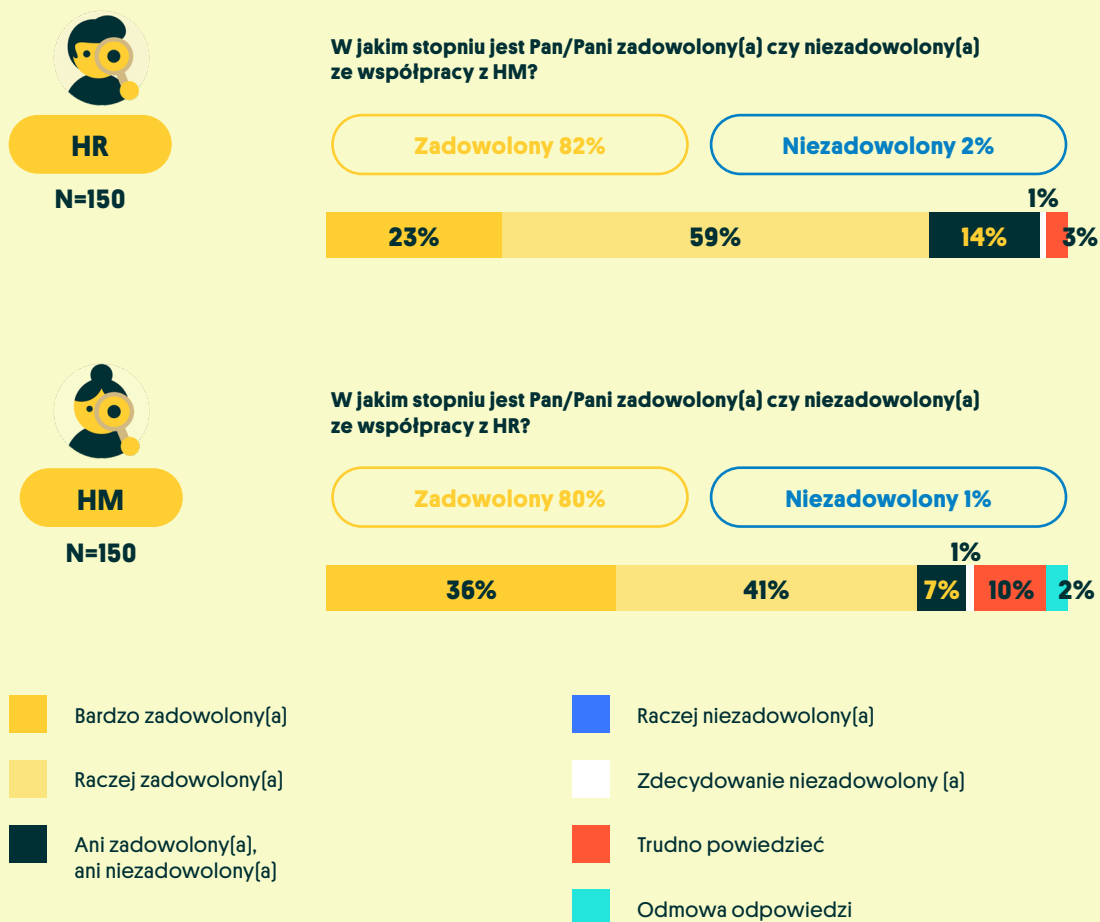 HR
N=150
W jakim stopniu jest Pan/Pani zadowolony(a) czy niezadowolony(a)
ze współpracy z HM?
Zadowolony 82%
Niezadowolony 2%
1%
23%
59%
14%
3%
HM
N=150
W jakim stopniu jest Pan/Pani zadowolony(a) czy niezadowolony(a)
ze współpracy z HR?
Zadowolony 80%
Niezadowolony 1%
1%
36%
41%
7%
10%
2%
Bardzo zadowolony(a)
Raczej zadowolony(a)
Ani zadowolony(a),
ani niezadowolony(a)
Raczej niezadowolony(a)
Zdecydowanie niezadowolony (a)
Trudno powiedzieć
Odmowa odpowiedzi